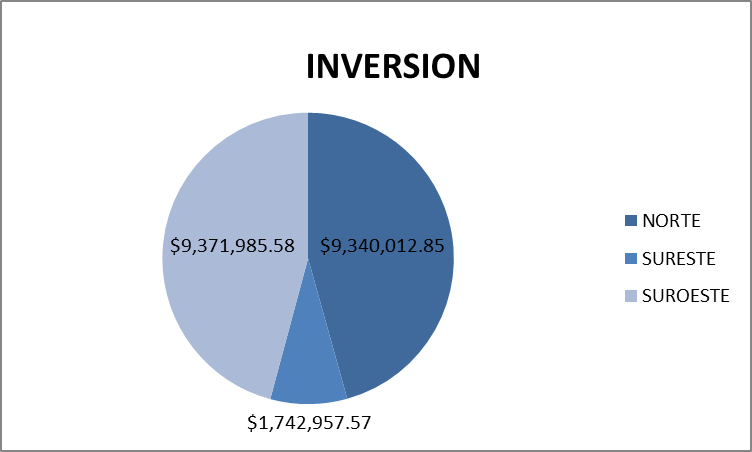 INVERSION
$9,371,985.58
$9,340,012.85
$1,742,957.57
NORTE
SURESTE
SUROESTE